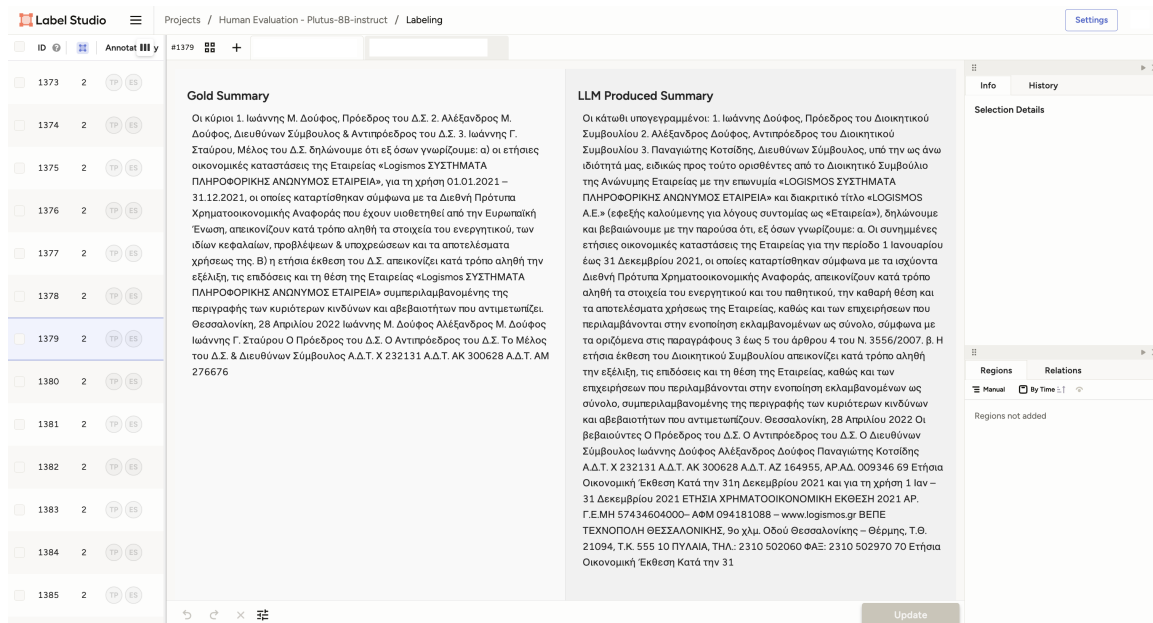 Label Studio
Projects / Human Evaluation - Plutus-8B-instruct / Labeling
Settings
ID
Annotat
y
#1379
1373 2 TP ES
1374 2 TP ES
1375 2 TP ES
1376 2 TP ES
1377 2 TP ES
1378 2 TP ES
1379 2 TP ES
1380 2 TP ES
1381 2 TP ES
1382 2 TP ES
1383 2 TP ES
1384 2 TP ES
1385 2 TP ES
Gold Summary
Οι κύριοι 1. Ιωάννης Μ. Δούφος, Πρόεδρος του Δ.Σ. 2. Αλέξανδρος Μ.
Δούφος, Διευθύνων Σύμβουλος & Αντιπρόεδρος του Δ.Σ. 3. Ιωάννης Γ.
Σταύρου, Μέλος του Δ.Σ. δηλώνουμε ότι εξ όσων γνωρίζουμε: α) οι ετήσιες
οικονομικές καταστάσεις της Εταιρείας «Logismos ΣΥΣΤΗΜΑΤΑ
ΠΛΗΡΟΦΟΡΙΚΗΣ ΑΝΩΝΥΜΟΣ ΕΤΑΙΡΕΙΑ», για τη χρήση 01.01.2021 –
31.12.2021, οι οποίες καταρτίσθηκαν σύμφωνα με τα Διεθνή Πρότυπα
Χρηματοοικονομικής Αναφοράς που έχουν υιοθετηθεί από την Ευρωπαϊκή
Ένωση, απεικονίζουν κατά τρόπο αληθή τα στοιχεία του ενεργητικού, των
ιδίων κεφαλαίων, προβλέψεων & υποχρεώσεων και τα αποτελέσματα
χρήσεως της. Β) η ετήσια έκθεση του Δ.Σ. απεικονίζει κατά τρόπο αληθή την
εξέλιξη, τις επιδόσεις και τη θέση της Εταιρείας «Logismos ΣΥΣΤΗΜΑΤΑ
ΠΛΗΡΟΦΟΡΙΚΗΣ ΑΝΩΝΥΜΟΣ ΕΤΑΙΡΕΙΑ» συμπεριλαμβανομένης της
περιγραφής των κυριότερων κινδύνων και αβεβαιοτήτων που αντιμετωπίζει.
Θεσσαλονίκη, 28 Απριλίου 2022 Ιωάννης Μ. Δούφος Αλέξανδρος Μ. Δούφος
Ιωάννης Γ. Σταύρου Ο Πρόεδρος του Δ.Σ. Ο Αντιπρόεδρος του Δ.Σ. Το Μέλος
του Δ.Σ. & Διευθύνων Σύμβουλος Α.Δ.Τ. Χ 232131 Α.Δ.Τ. ΑΚ 300628 Α.Δ.Τ. ΑΜ
276676
LLM Produced Summary
Οι κάτωθι υπογεγραμμένοι: 1. Ιωάννης Δούφος, Πρόεδρος του Διοικητικού
Συμβουλίου 2. Αλέξανδρος Δούφος, Αντιπρόεδρος του Διοικητικού
Συμβουλίου 3. Παναγιώτης Κοτσίδης, Διευθύνων Σύμβουλος, υπό την ως άνω
ιδιότητά μας, ειδικώς προς τούτο ορισθέντες από το Διοικητικό Συμβούλιο
της Ανώνυμης Εταιρείας με την επωνυμία «LOGISMOS ΣΥΣΤΗΜΑΤΑ
ΠΛΗΡΟΦΟΡΙΚΗΣ ΑΝΩΝΥΜΟΣ ΕΤΑΙΡΕΙΑ» και διακριτικό τίτλο «LOGISMOS
Α.Ε.» (εφεξής καλούμενης για λόγους συντομίας ως «Εταιρεία»), δηλώνουμε
και βεβαιώνουμε με την παρούσα ότι, εξ όσων γνωρίζουμε: α. Οι συνημμένες
ετήσιες οικονομικές καταστάσεις της Εταιρείας για την περίοδο 1 Ιανουαρίου
έως 31 Δεκεμβρίου 2021, οι οποίες καταρτίσθηκαν σύμφωνα με τα ισχύοντα
Διεθνή Πρότυπα Χρηματοοικονομικής Αναφοράς, απεικονίζουν κατά τρόπο
αληθή τα στοιχεία του ενεργητικού και του παθητικού, την καθαρή θέση και
τα αποτελέσματα χρήσεως της Εταιρείας, καθώς και των επιχειρήσεων που
περιλαμβάνονται στην ενοποίηση εκλαμβανομένων ως σύνολο, σύμφωνα με
τα οριζόμενα στις παραγράφους 3 έως 5 του άρθρου 4 του Ν. 3556/2007. β. Η
ετήσια έκθεση του Διοικητικού Συμβουλίου απεικονίζει κατά τρόπο αληθή
την εξέλιξη, τις επιδόσεις και τη θέση της Εταιρείας, καθώς και των
επιχειρήσεων που περιλαμβάνονται στην ενοποίηση εκλαμβανομένων ως
σύνολο, συμπεριλαμβανομένης της περιγραφής των κυριότερων κινδύνων
και αβεβαιοτήτων που αντιμετωπίζουν. Θεσσαλονίκη, 28 Απριλίου 2022 Οι
βεβαιούντες Ο Πρόεδρος του Δ.Σ. Ο Αντιπρόεδρος του Δ.Σ. Ο Διευθύνων
Σύμβουλος Ιωάννης Δούφος Αλέξανδρος Δούφος Παναγιώτης Κοτσίδης
Α.Δ.Τ. Χ 232131 Α.Δ.Τ. ΑΚ 300628 Α.Δ.Τ. ΑΖ 164955, ΑΡ.ΑΔ. 009346 69 Ετήσια
Οικονομική Έκθεση Κατά την 31η Δεκεμβρίου 2021 και για τη χρήση 1 Ιαν –
31 Δεκεμβρίου 2021 ΕΤΗΣΙΑ ΧΡΗΜΑΤΟΟΙΚΟΝΟΜΙΚΗ ΕΚΘΕΣΗ 2021 ΑΡ.
Γ.Ε.ΜΗ 57434604000– ΑΦΜ 094181088 – www.logismos.gr ΒΕΠΕ
ΤΕΧΝΟΠΟΛΗ ΘΕΣΣΑΛΟΝΙΚΗΣ, 9ο χλμ. Οδού Θεσσαλονίκης – Θέρμης, Τ.Θ.
21094, Τ.Κ. 555 10 ΠΥΛΑΙΑ, ΤΗΛ.: 2310 502060 ΦΑΞ: 2310 502970 70 Ετήσια
Οικονομική Έκθεση Κατά την 31
Info
History
Selection Details
Regions
Relations
Manual
By Time
Regions not added
Update